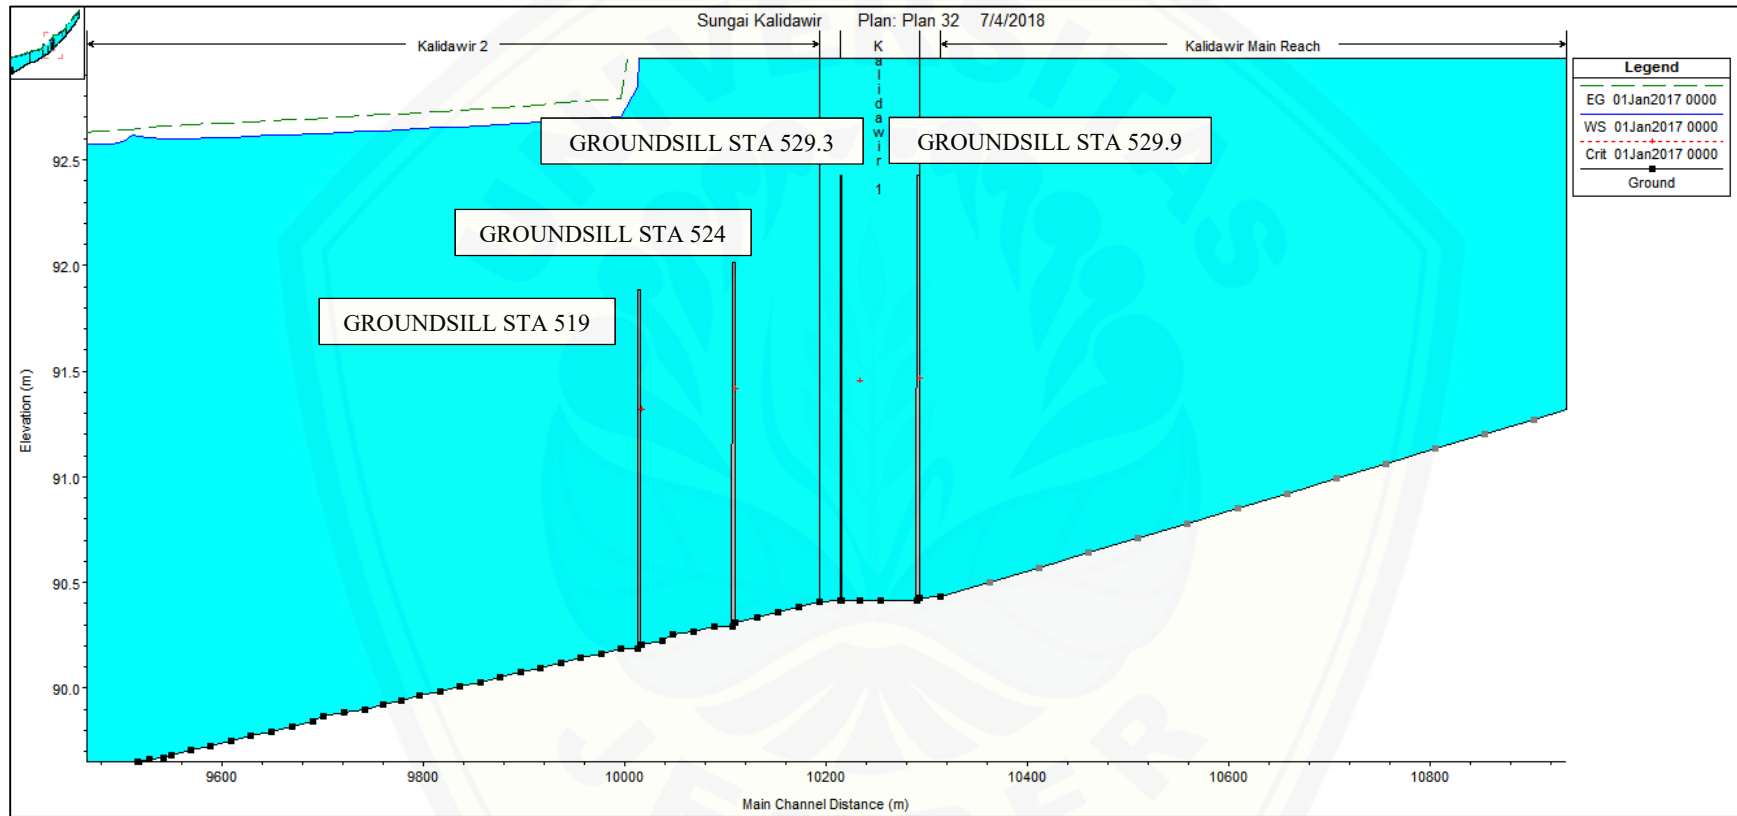 Sungai Kalidawir Plan: Plan 32 7/4/2018
Kalidawir 2
Kalidawir 1
Kalidawir Main Reach
Legend
EG 01Jan2017 0000
WS 01Jan2017 0000
Crit 01Jan2017 0000
Ground
GROUNDSILL STA 529.3
GROUNDSILL STA 529.9
GROUNDSILL STA 524
GROUNDSILL STA 519
Elevation (m)
92.5
92.0
91.5
91.0
90.5
90.0
9600
9800
10000
10200
10400
10600
10800
Main Channel Distance (m)
UNIVERSITAS
JEMBER